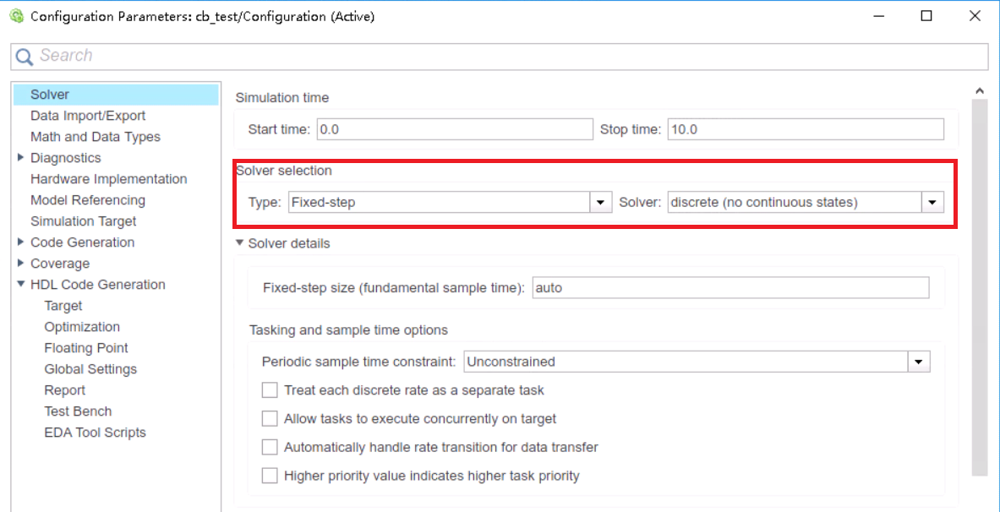 Configuration Parameters: cb_test/Configuration (Active)
Search
Solver
Data Import/Export
Math and Data Types
Diagnostics
Hardware Implementation
Model Referencing
Simulation Target
Code Generation
Coverage
HDL Code Generation
Target
Optimization
Floating Point
Global Settings
Report
Test Bench
EDA Tool Scripts
Simulation time
Start time: 0.0 Stop time: 10.0
Solver selection
Type: Fixed-step Solver: discrete (no continuous states)
Solver details
Fixed-step size (fundamental sample time): auto
Tasking and sample time options
Periodic sample time constraint: Unconstrained
Treat each discrete rate as a separate task
Allow tasks to execute concurrently on target
Automatically handle rate transition for data transfer
Higher priority value indicates higher task priority